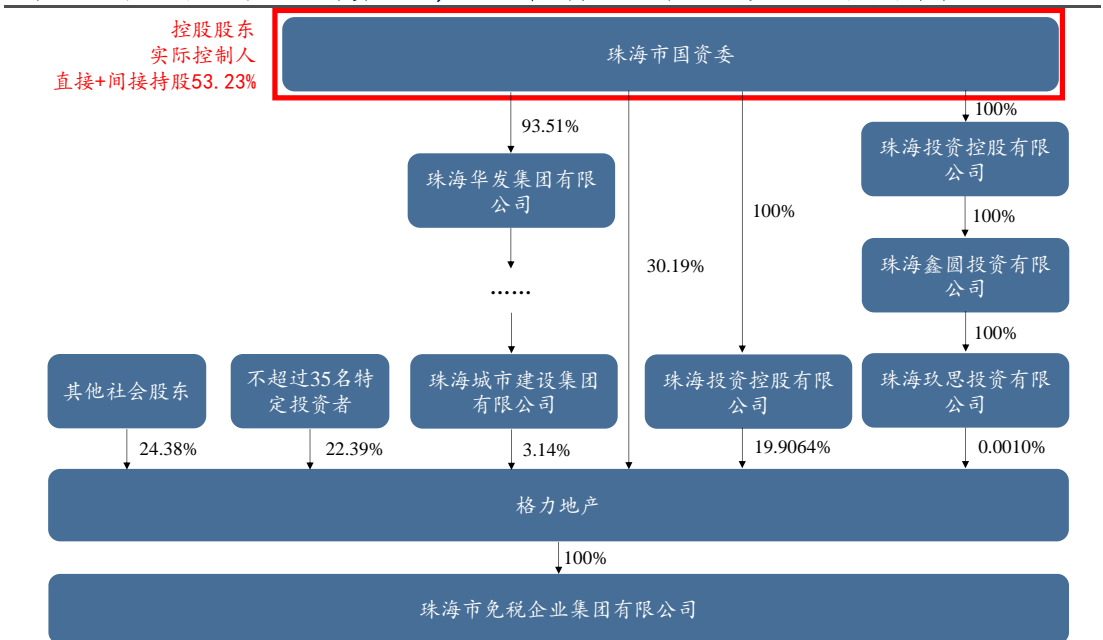 控股股东
实际控制人
直接+间接持股53.23%
珠海市国资委
93.51%
100%
珠海华发集团有限
公司
珠海投资控股有限
公司
100%
100%
30.19%
珠海鑫圆投资有限
公司
……
100%
其他社会股东
不超过35名特
定投资者
珠海城市建设集团
有限公司
珠海投资控股有限
公司
珠海玖思投资有限
公司
24.38%
22.39%
3.14%
19.9064%
0.0010%
格力地产
100%
珠海市免税企业集团有限公司